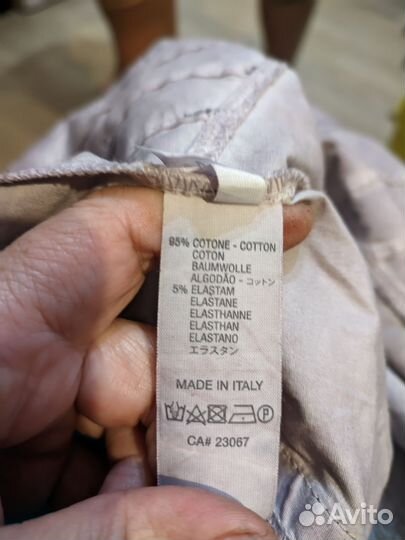 95% COTONE - COTTON
COTON
BAUMWOLLE
ALGODÃO - コットン
5% ELASTAM
ELASTANE
ELASTHANNE
ELASTHAN
ELASTANO
エラスタン
MADE IN ITALY
P
CA# 23067
Avito